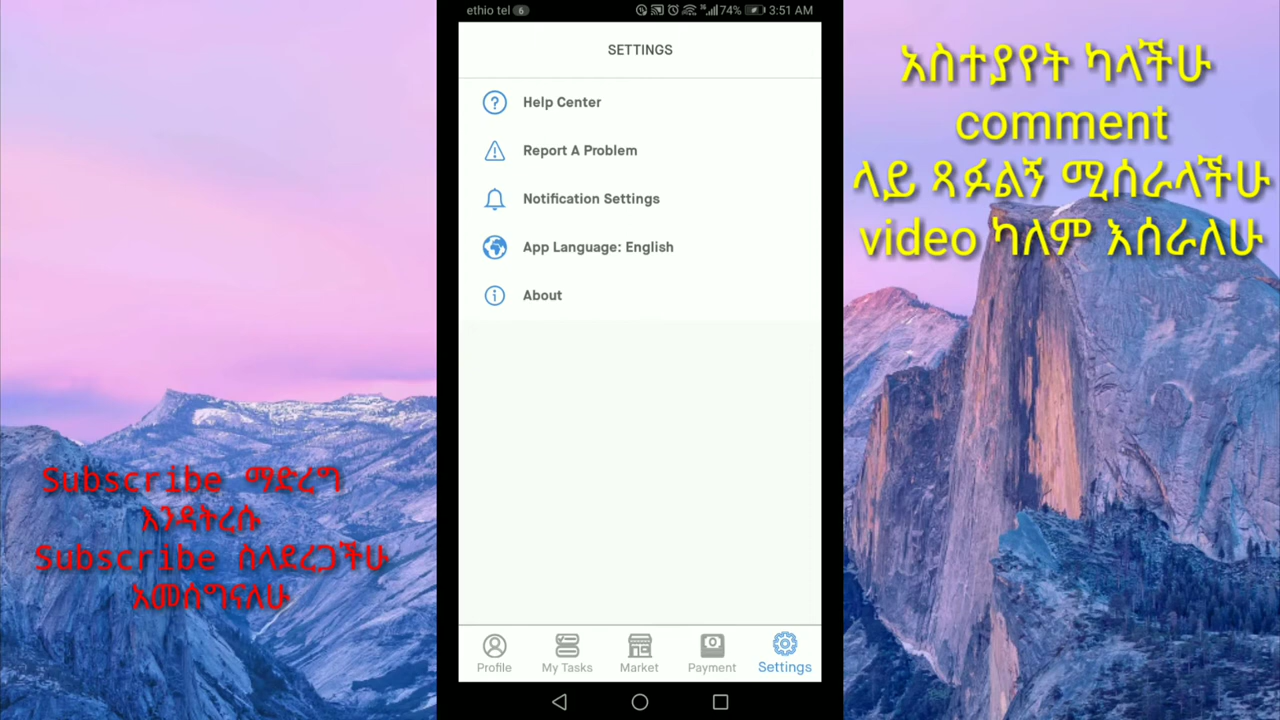 ethio tel 6
74% 3:51 AM
SETTINGS
Help Center
Report A Problem
Notification Settings
App Language: English
About
Profile
My Tasks
Market
Payment
Settings
አስተያየት ካላችሁ
comment
ላይ ጻፉልኝ ሚሰራላችሁ
video ካለም እሰራለሁ
Subscribe ማድረግ
እንዳትረሱ
Subscribe ስላደረጋችሁ
አመሰግናለሁ